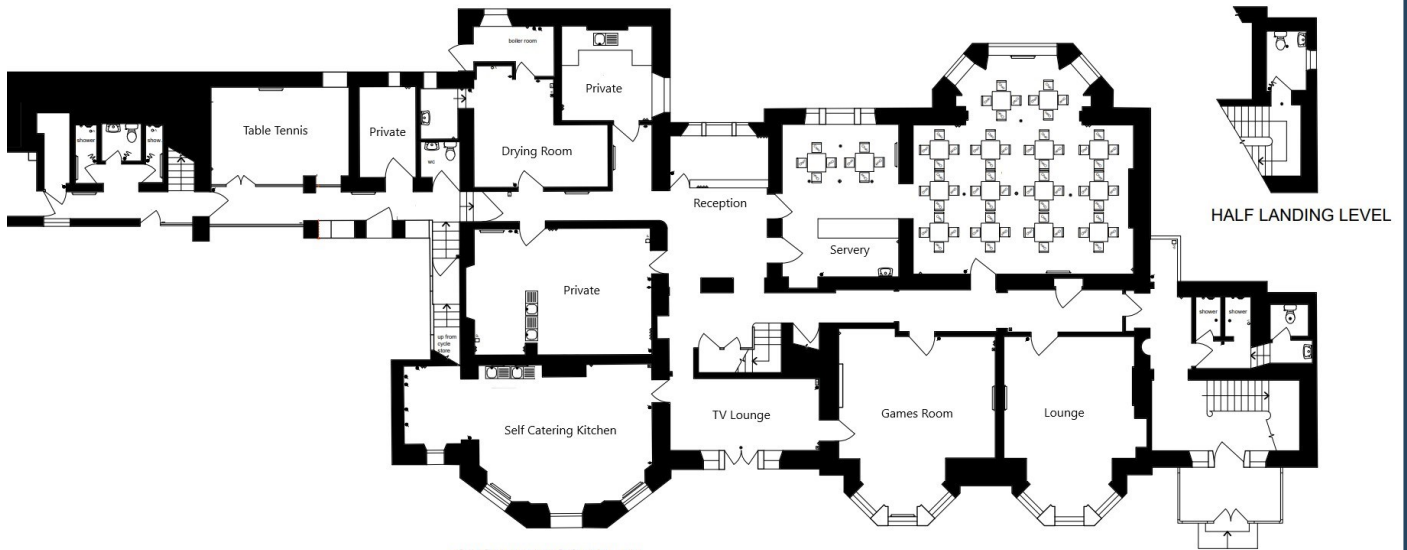 boiler room
Private
Table Tennis
Private
shower
show
Drying Room
wc
Reception
HALF LANDING LEVEL
Servery
Private
up from
cycle
store
shower
shower
TV Lounge
Games Room
Lounge
Self Catering Kitchen